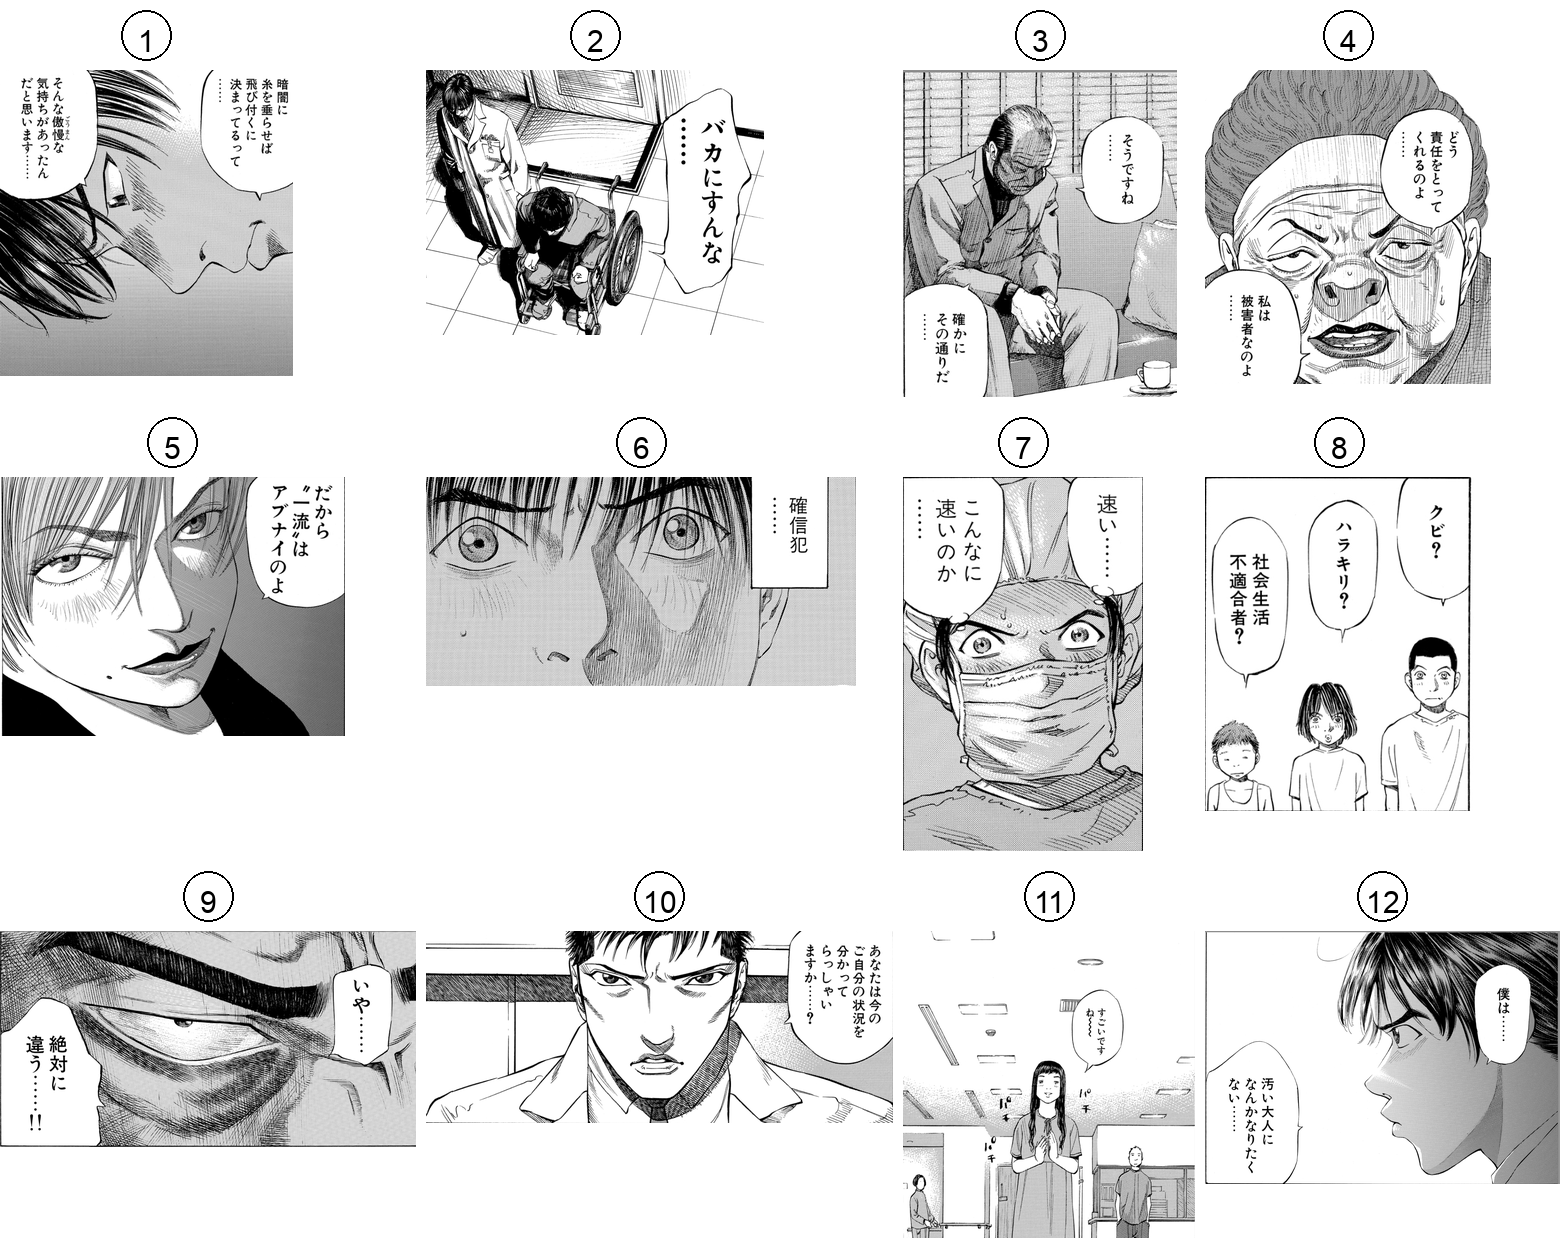 1
暗闇に
糸を垂らせば
飛び付くに
決まってるって
……
そんな傲慢な
ごうまん
気持ちがあったん
だと思います……
2
バカにすんな
……
3
そうですね
……
確かに
その通りだ
……
4
どう
責任をとって
くれるのよ
……
私は
被害者なのよ
……
5
だから
〝一流〟は
アブナイのよ
6
確信犯
……
7
速い……
こんなに
速いのか
……
8
クビ?
ハラキリ?
社会生活
不適合者?
9
いや……
絶対に
違う……!!
10
あなたは今の
ご自分の状況を
分かって
らっしゃい
ますか……?
11
すごいです
ね〜〜〜
パチ
パチ
パチ
12
僕は……
汚い大人に
なんかなりたく
ない……